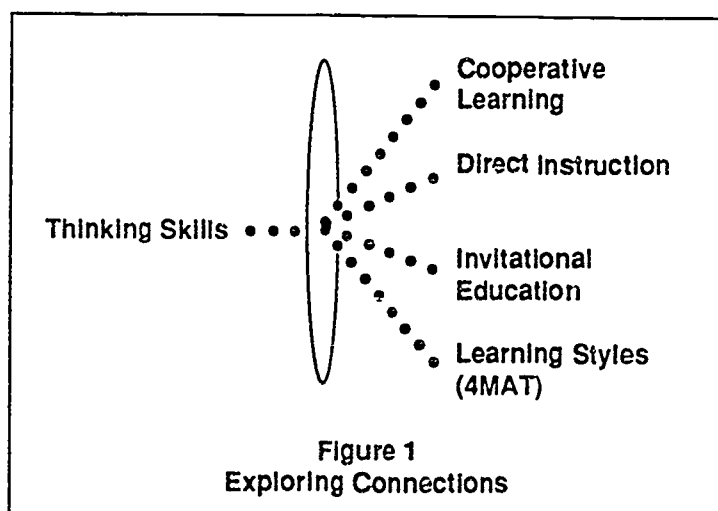 Cooperative
Learning
Direct Instruction
Thinking Skills
Invitational
Education
Learning Styles
(4MAT)
Figure 1
Exploring Connections